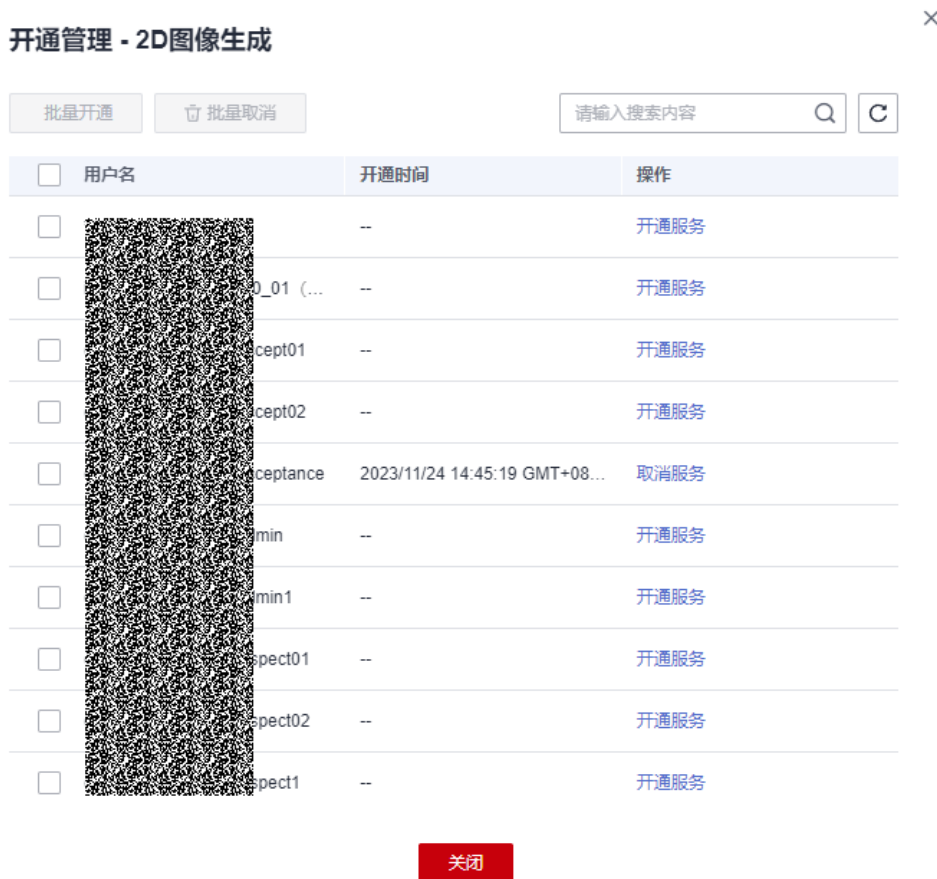 开通管理 - 2D图像生成
批量开通 批量取消 请输入搜索内容
用户名 开通时间 操作
-- 开通服务
0_01（... -- 开通服务
cept01 -- 开通服务
cept02 -- 开通服务
ceptance 2023/11/24 14:45:19 GMT+08... 取消服务
min -- 开通服务
min1 -- 开通服务
spect01 -- 开通服务
spect02 -- 开通服务
spect1 -- 开通服务
关闭